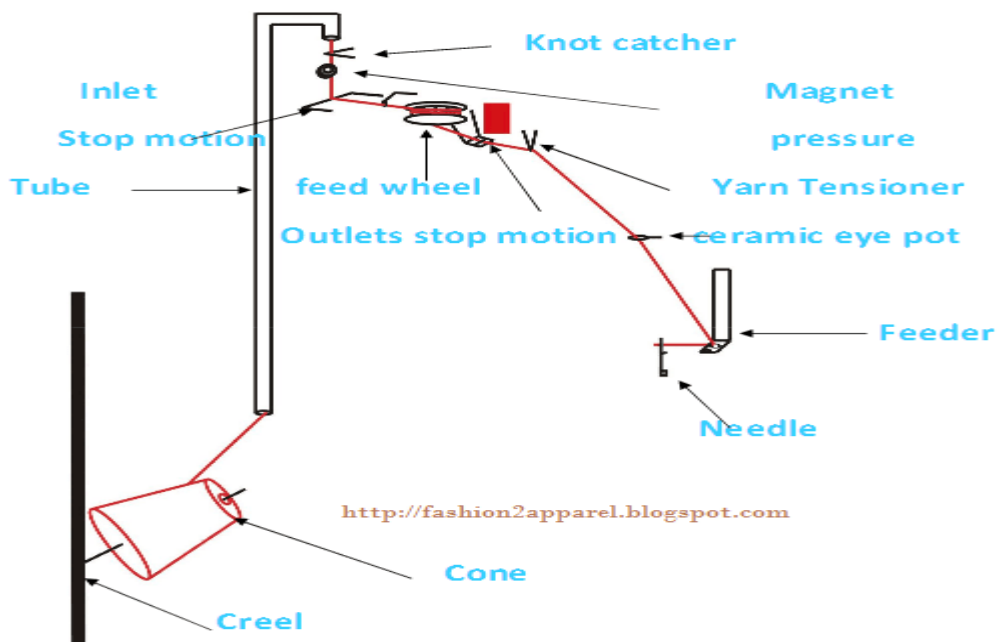 Knot catcher
Inlet
Stop motion
Magnet
pressure
Tube
feed wheel
Yarn Tensioner
Outlets stop motion
ceramic eye pot
Feeder
Needle
http://fashion2apparel.blogspot.com
Cone
Creel